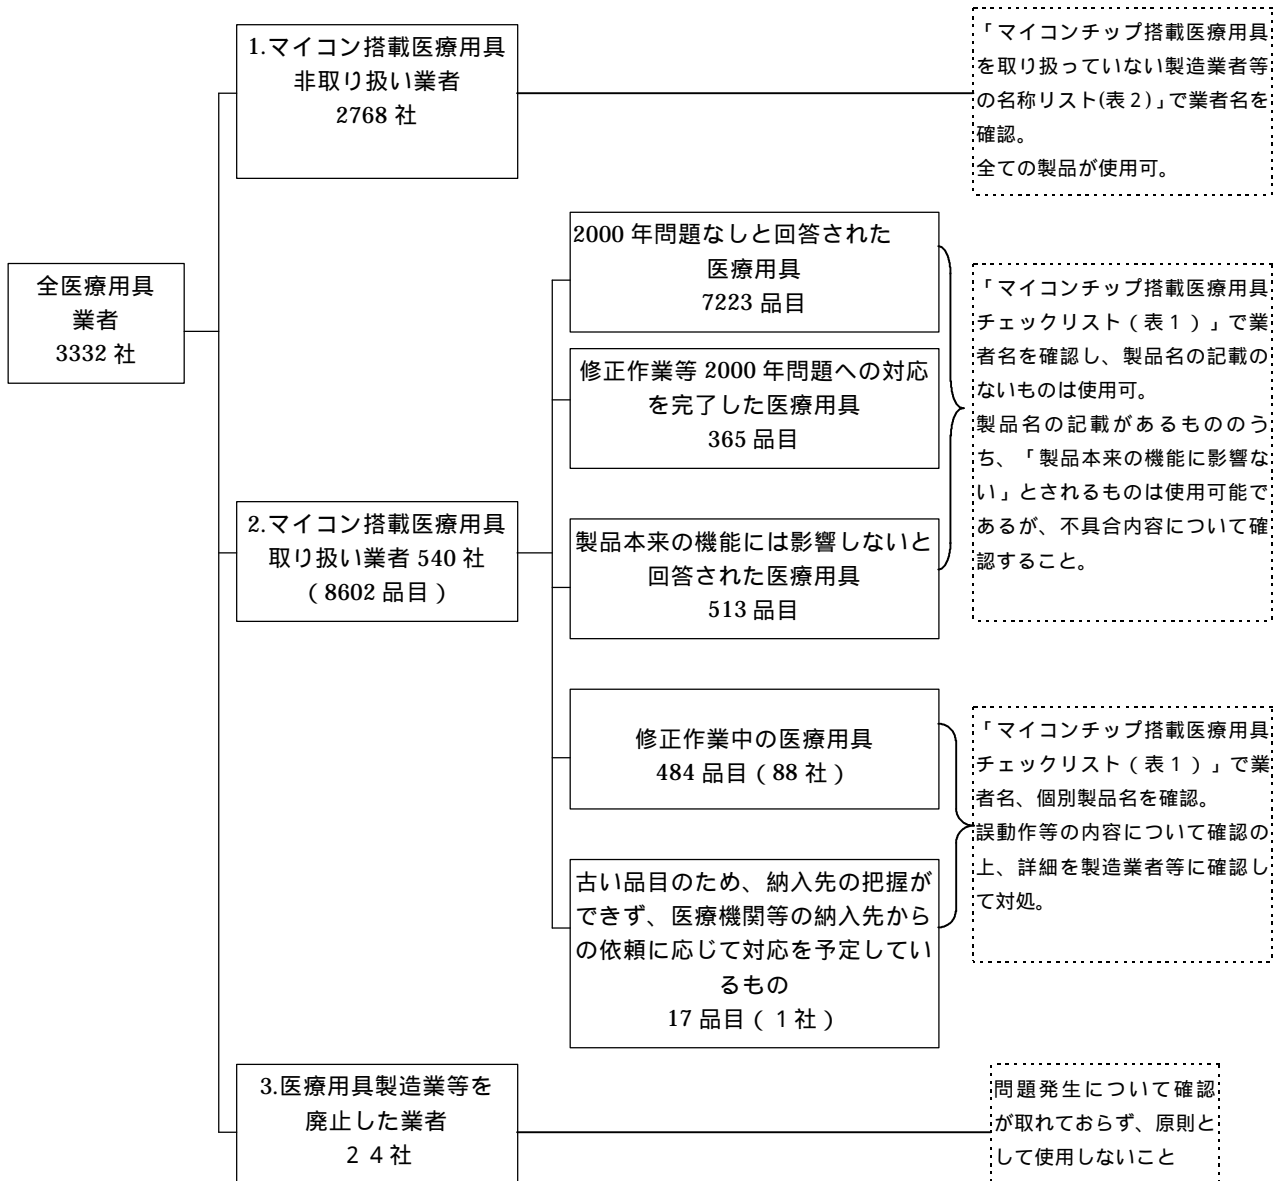 全医療用具
業者
3332 社
1.マイコン搭載医療用具
非取り扱い業者
2768 社
「マイコンチップ搭載医療用具
を取り扱っていない製造業者等
の名称リスト(表２)」で業者名を
確認。
全ての製品が使用可。
2.マイコン搭載医療用具
取り扱い業者 540 社
（8602 品目）
2000 年問題なしと回答された
医療用具
7223 品目
修正作業等 2000 年問題への対応
を完了した医療用具
365 品目
製品本来の機能には影響しないと
回答された医療用具
513 品目
「マイコンチップ搭載医療用具
チェックリスト（表１）」で業
者名を確認し、製品名の記載の
ないものは使用可。
製品名の記載があるもののう
ち、「製品本来の機能に影響な
い」とされるものは使用可能で
あるが、不具合内容について確
認すること。
修正作業中の医療用具
484 品目（88 社）
古い品目のため、納入先の把握が
できず、医療機関等の納入先から
の依頼に応じて対応を予定してい
るもの
17 品目（１社）
「マイコンチップ搭載医療用具
チェックリスト（表１）」で業
者名、個別製品名を確認。
誤動作等の内容について確認の
上、詳細を製造業者等に確認し
て対処。
3.医療用具製造業等を
廃止した業者
２４社
問題発生について確認
が取れておらず、原則と
して使用しないこと